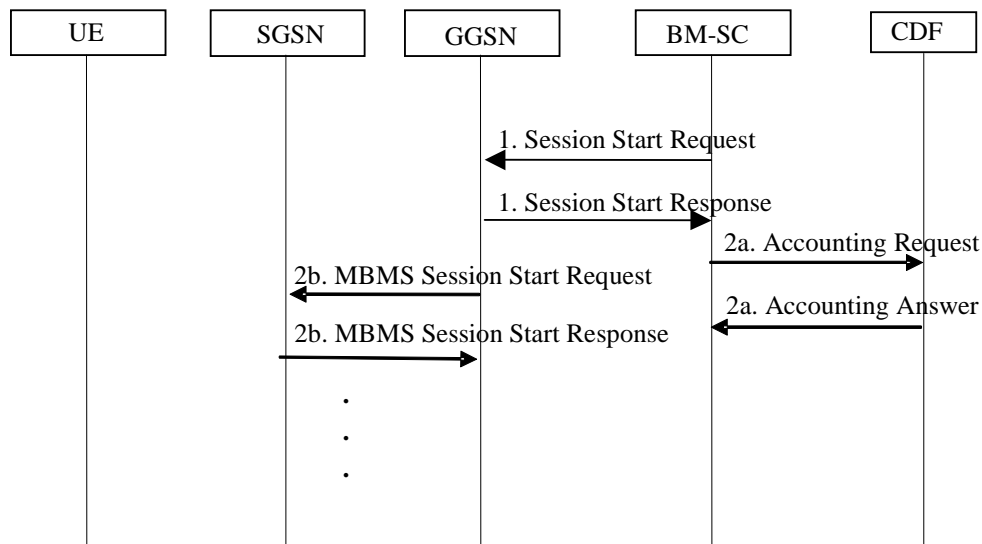 UE
SGSN
GGSN
BM-SC
CDF
1. Session Start Request
1. Session Start Response
2a. Accounting Request
2b. MBMS Session Start Request
2a. Accounting Answer
2b. MBMS Session Start Response
.
.
.